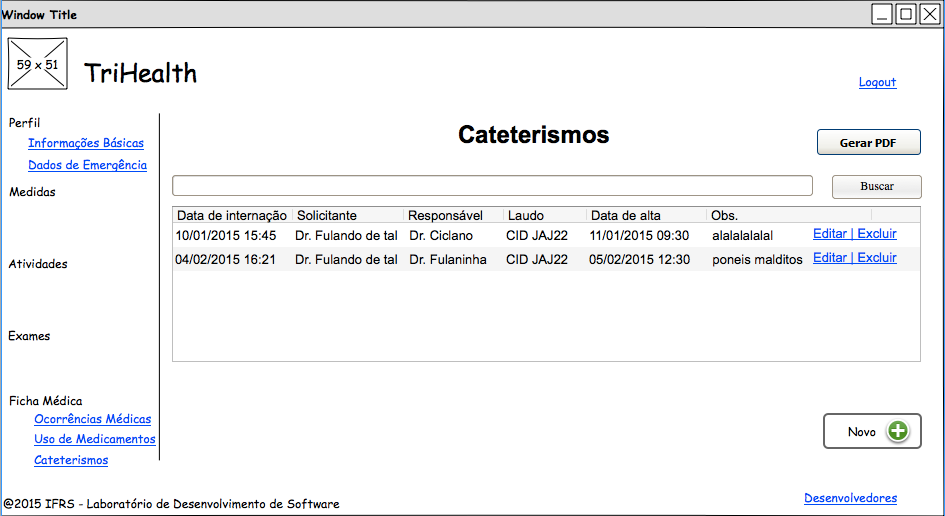 Window Title
59 x 51
TriHealth
Logout
Perfil
Informações Básicas
Dados de Emergência
Medidas
Atividades
Exames
Ficha Médica
Ocorrências Médicas
Uso de Medicamentos
Cateterismos
Cateterismos
Gerar PDF
Buscar
Data de internação Solicitante Responsável Laudo Data de alta Obs.
10/01/2015 15:45 Dr. Fulando de tal Dr. Ciclano CID JAJ22 11/01/2015 09:30 alalalalalal Editar | Excluir
04/02/2015 16:21 Dr. Fulando de tal Dr. Fulaninha CID JAJ22 05/02/2015 12:30 poneis malditos Editar | Excluir
Novo
@2015 IFRS - Laboratório de Desenvolvimento de Software
Desenvolvedores